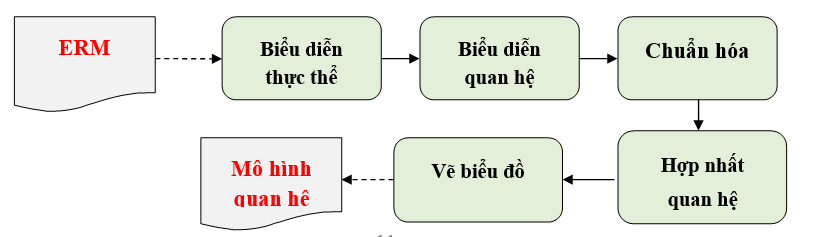 ERM
Biểu diễn
thực thể
Biểu diễn
quan hệ
Chuẩn hóa
Hợp nhất
quan hệ
Vẽ biểu đồ
Mô hình
quan hệ